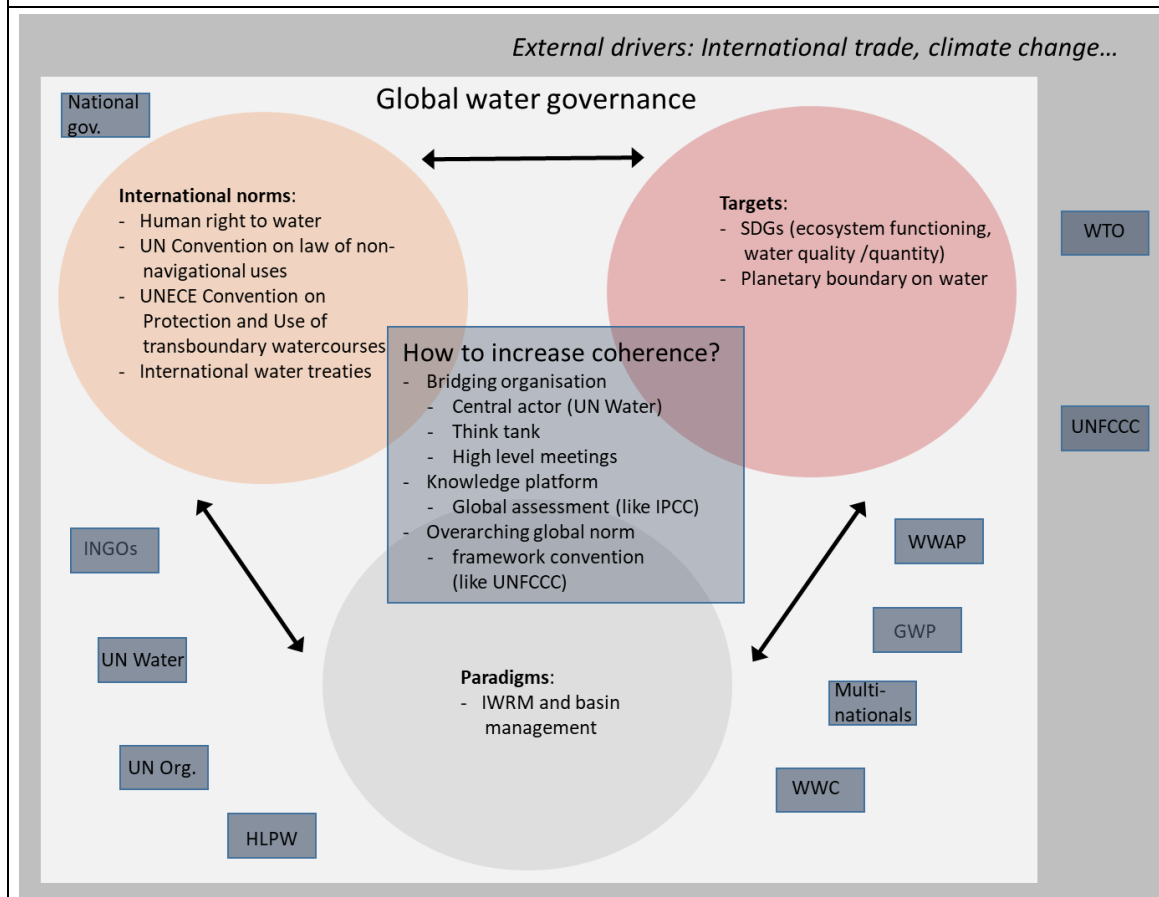 External drivers: International trade, climate change…
Global water governance
National
gov.
International norms:
- Human right to water
- UN Convention on law of non-
navigational uses
- UNECE Convention on
Protection and Use of
transboundary watercourses
- International water treaties
Targets:
- SDGs (ecosystem functioning,
water quality /quantity)
- Planetary boundary on water
WTO
UNFCCC
How to increase coherence?
- Bridging organisation
- Central actor (UN Water)
- Think tank
- High level meetings
- Knowledge platform
- Global assessment (like IPCC)
- Overarching global norm
- framework convention
(like UNFCCC)
INGOs
UN Water
UN Org.
HLPW
Paradigms:
- IWRM and basin
management
WWAP
GWP
Multi-
nationals
WWC